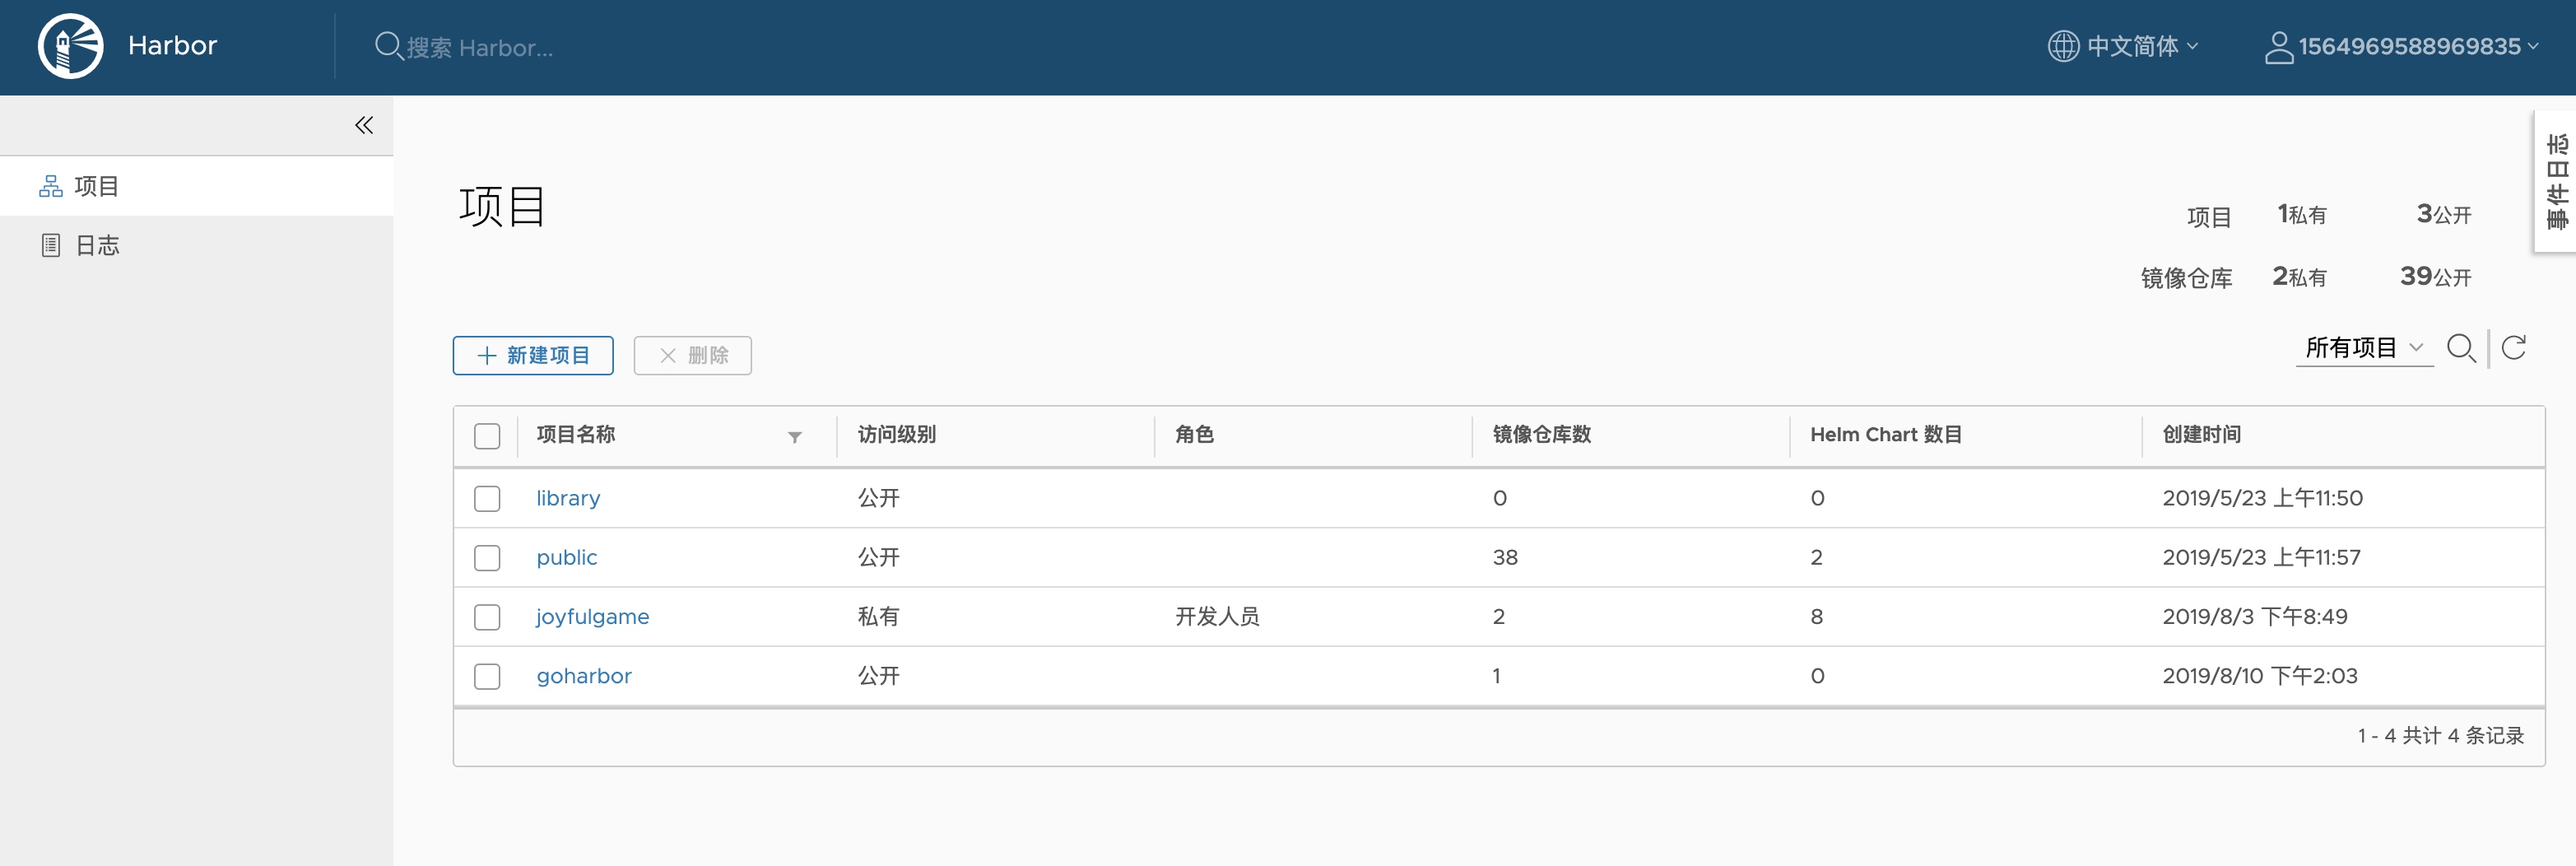 Harbor
搜索 Harbor...
中文简体
1564969588969835
项目
日志
事件日志
项目
项目 1私有 3公开
镜像仓库 2私有 39公开
新建项目
删除
所有项目
项目名称 访问级别 角色 镜像仓库数 Helm Chart 数目 创建时间
library 公开 0 0 2019/5/23 上午11:50
public 公开 38 2 2019/5/23 上午11:57
joyfulgame 私有 开发人员 2 8 2019/8/3 下午8:49
goharbor 公开 1 0 2019/8/10 下午2:03
1 - 4 共计 4 条记录